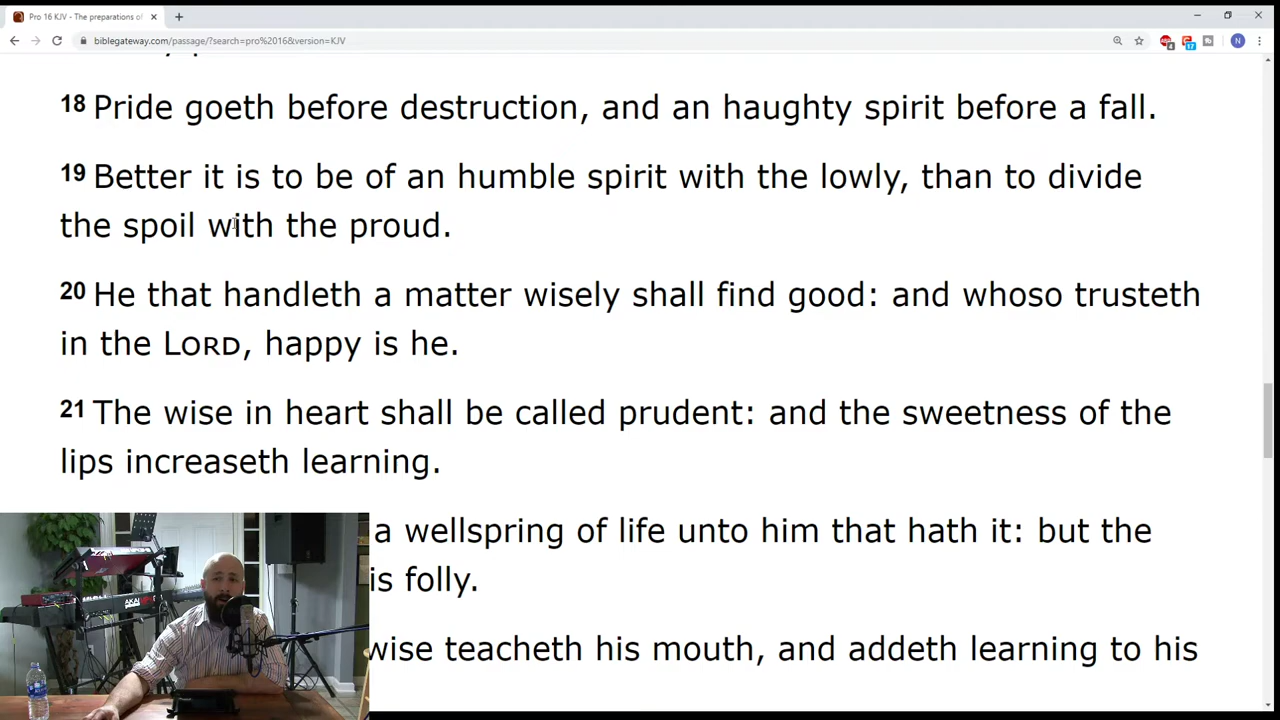 Pro 16 KJV - The preparations of
biblegateway.com/passage/?search=pro%2016&version=KJV
18 Pride goeth before destruction, and an haughty spirit before a fall.
19 Better it is to be of an humble spirit with the lowly, than to divide
the spoil with the proud.
20 He that handleth a matter wisely shall find good: and whoso trusteth
in the LORD, happy is he.
21 The wise in heart shall be called prudent: and the sweetness of the
lips increaseth learning.
a wellspring of life unto him that hath it: but the
is folly.
wise teacheth his mouth, and addeth learning to his
AKAI
N
17
4